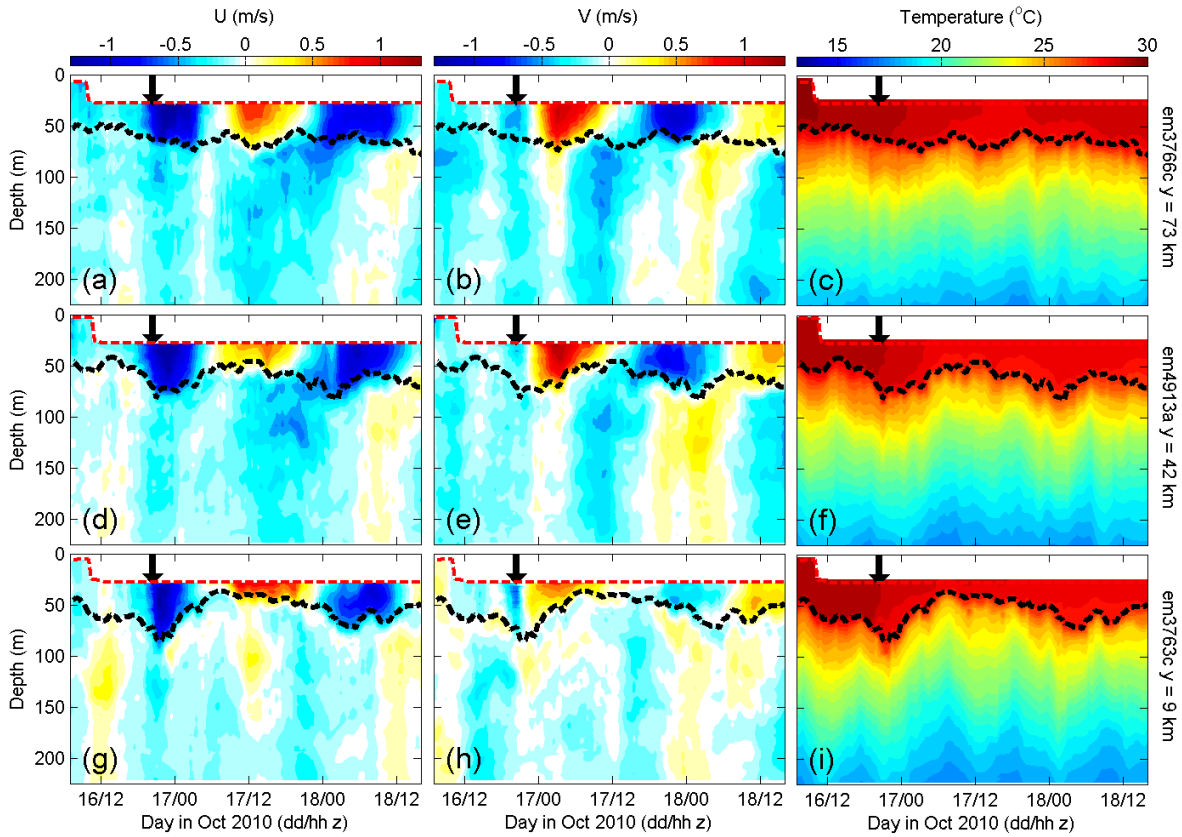 U (m/s)
V (m/s)
Temperature (°C)
-1 -0.5 0 0.5 1
-1 -0.5 0 0.5 1
15 20 25 30
Depth (m)
0
50
100
150
200
(a)
(b)
(c)
em3766c y = 73 km
Depth (m)
0
50
100
150
200
(d)
(e)
(f)
em4913a y = 42 km
Depth (m)
0
50
100
150
200
(g)
(h)
(i)
em3763c y = 9 km
16/12 17/00 17/12 18/00 18/12
16/12 17/00 17/12 18/00 18/12
16/12 17/00 17/12 18/00 18/12
Day in Oct 2010 (dd/hh z)
Day in Oct 2010 (dd/hh z)
Day in Oct 2010 (dd/hh z)